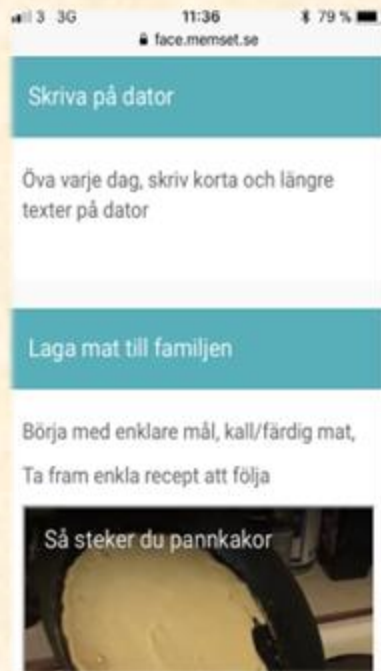 3 3G 11:36 79 %
face.memset.se
Skriva på dator
Öva varje dag, skriv korta och längre
texter på dator
Laga mat till familjen
Börja med enklare mål, kall/färdig mat,
Ta fram enkla recept att följa
Så steker du pannkakor